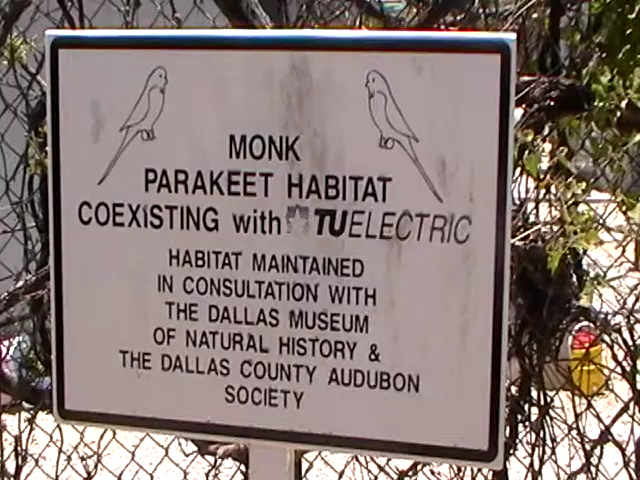 MONK
PARAKEET HABITAT
COEXISTING with TUELECTRIC
HABITAT MAINTAINED
IN CONSULTATION WITH
THE DALLAS MUSEUM
OF NATURAL HISTORY &
THE DALLAS COUNTY AUDUBON
SOCIETY